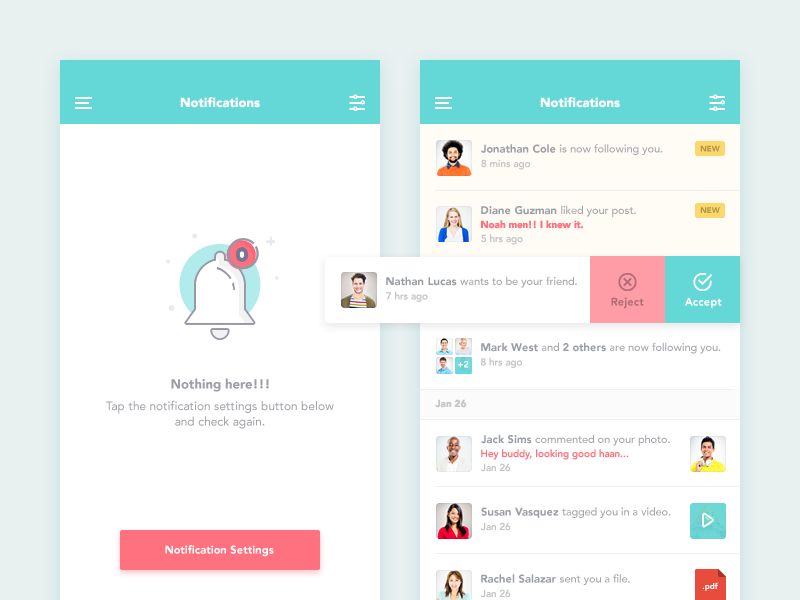 Notifications
Nothing here!!!
Tap the notification settings button below
and check again.
Notification Settings
Notifications
Jonathan Cole is now following you.
NEW
8 mins ago
Diane Guzman liked your post.
NEW
Noah men!! I knew it.
5 hrs ago
Nathan Lucas wants to be your friend.
7 hrs ago
Reject
Accept
Mark West and 2 others are now following you.
+2
8 hrs ago
Jan 26
Jack Sims commented on your photo.
Hey buddy, looking good haan...
Jan 26
Susan Vasquez tagged you in a video.
Jan 26
Rachel Salazar sent you a file.
.pdf
Jan 26